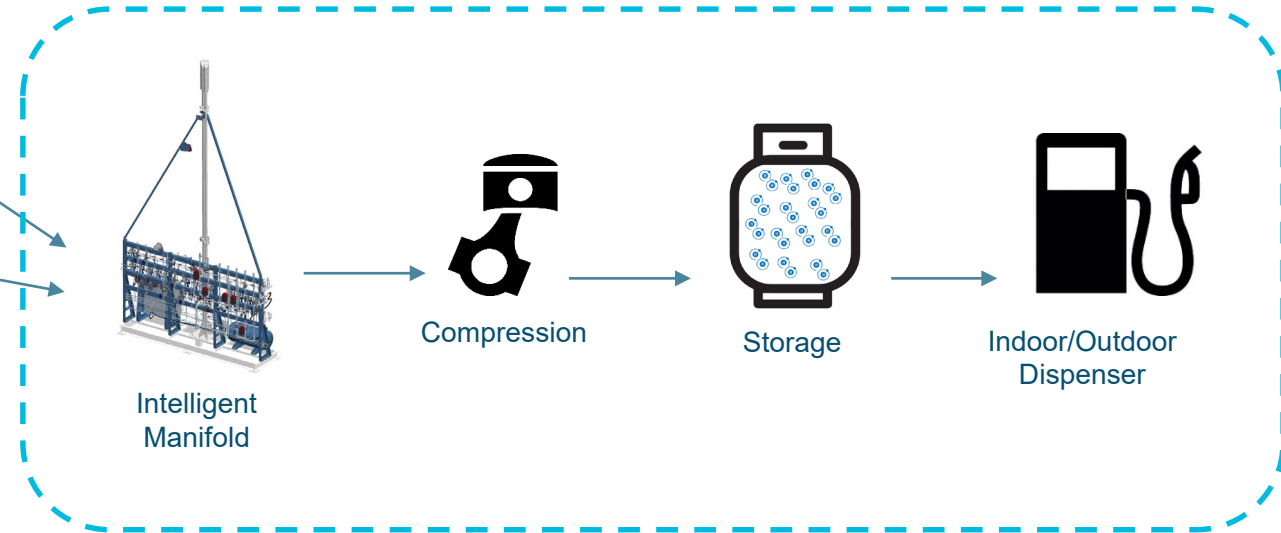 Intelligent
Manifold
Compression
Storage
Indoor/Outdoor
Dispenser